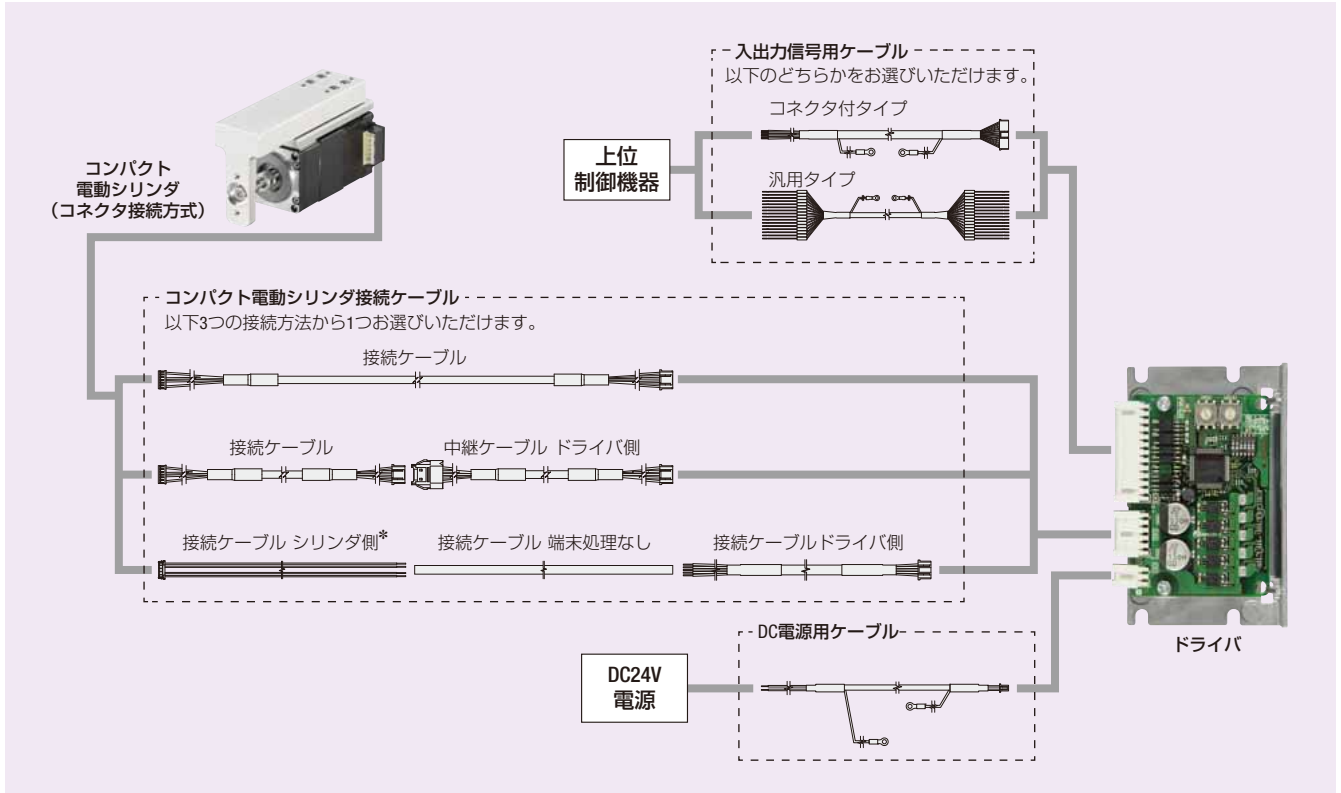 入出力信号用ケーブル
以下のどちらかをお選びいただけます。
コネクタ付タイプ
上位
制御機器
汎用タイプ
コンパクト
電動シリンダ
（コネクタ接続方式）
コンパクト電動シリンダ接続ケーブル
以下3つの接続方法から1つお選びいただけます。
接続ケーブル
接続ケーブル
中継ケーブル ドライバ側
接続ケーブル シリンダ側*
接続ケーブル 端末処理なし
接続ケーブルドライバ側
ドライバ
DC電源用ケーブル
DC24V
電源